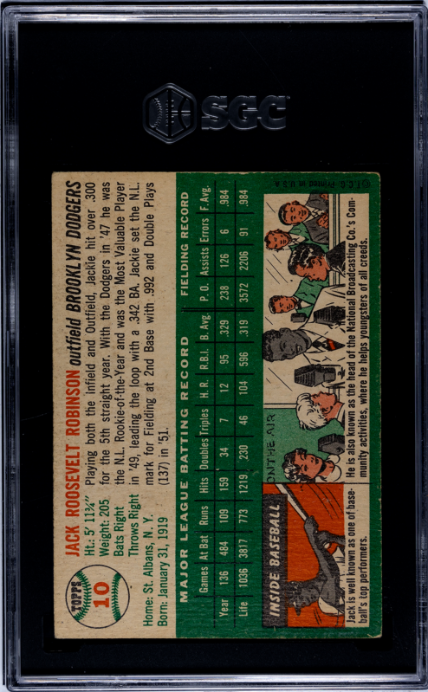 SGC
TOPPS
10
JACK ROOSEVELT ROBINSON outfield BROOKLYN DODGERS
Ht.: 5' 11½"
Weight: 205
Bats Right
Throws Right
Home: St. Albans, N. Y.
Born: January 31, 1919
Playing both the Infield and Outfield, Jackie hit over .300
for the 5th straight year. With the Dodgers in '47 he was
the N.L. Rookie-of-the-Year and was the Most Valuable Player
in '49, leading the loop with a .342 BA. Jackie set the N.L.
mark for Fielding at 2nd Base with .992 and Double Plays
(137) in '51.
MAJOR LEAGUE BATTING RECORD FIELDING RECORD
Games At Bat Runs Hits Doubles Triples H. R. R.B.I. B. Avg. P. O. Assists Errors F. Avg.
Year 136 484 109 159 34 7 12 95 .329 238 126 6 .984
Life 1036 3817 773 1219 230 46 104 596 .319 3572 2206 91 .984
INSIDE BASEBALL
Jack is well known as one of base-
ball's top performers.
ON THE AIR
He is also known as the head of the National Broadcasting Co.'s Com-
munity activities, where he helps youngsters of all creeds.
T.C.G. Printed in U.S.A.